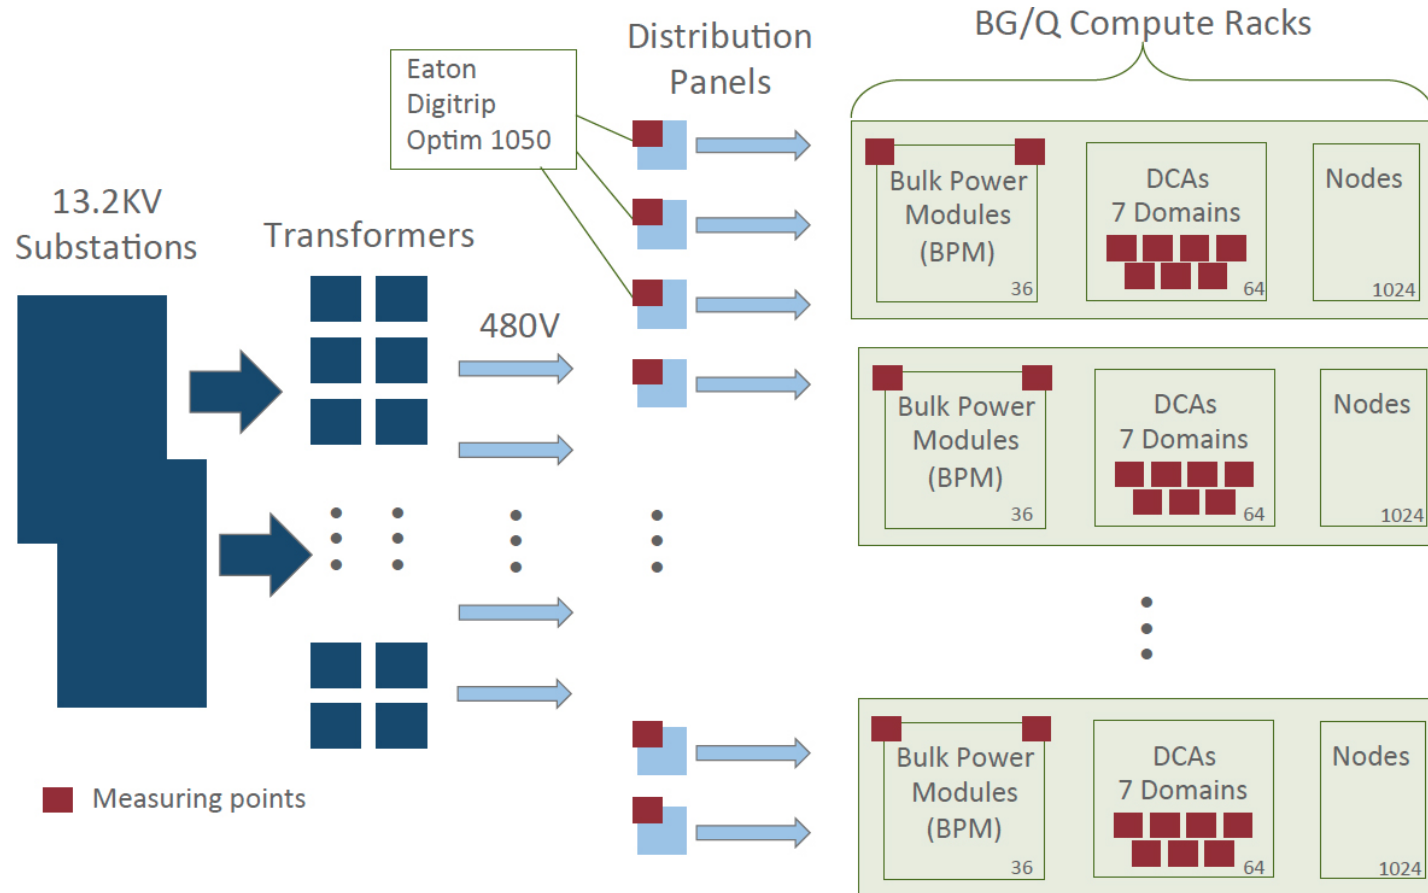 BG/Q Compute Racks
Distribution
Panels
Eaton
Digitrip
Optim 1050
13.2KV
Substations
Transformers
480V
Bulk Power
Modules
(BPM)
36
DCAs
7 Domains
64
Nodes
1024
Bulk Power
Modules
(BPM)
36
DCAs
7 Domains
64
Nodes
1024
Bulk Power
Modules
(BPM)
36
DCAs
7 Domains
64
Nodes
1024
Measuring points